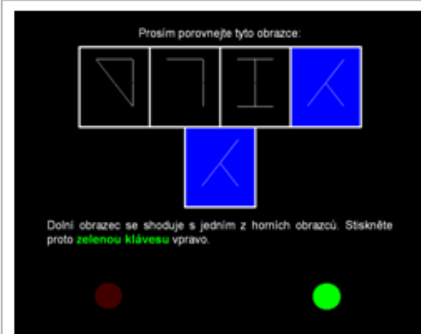 Prosím porovnejte tyto obrazce:
Dolní obrazec se shoduje s jedním z horních obrazců. Stiskněte
proto zelenou klávesu vpravo.